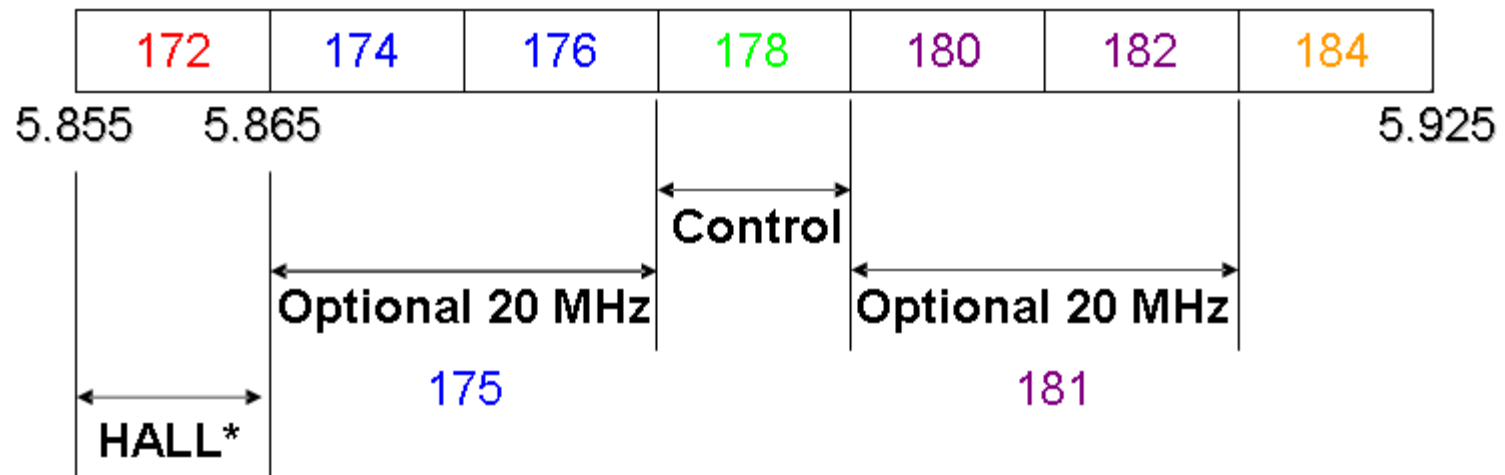 172 174 176 178 180 182 184
5.855 5.865 5.925
Control
Optional 20 MHz Optional 20 MHz
175 181
HALL*